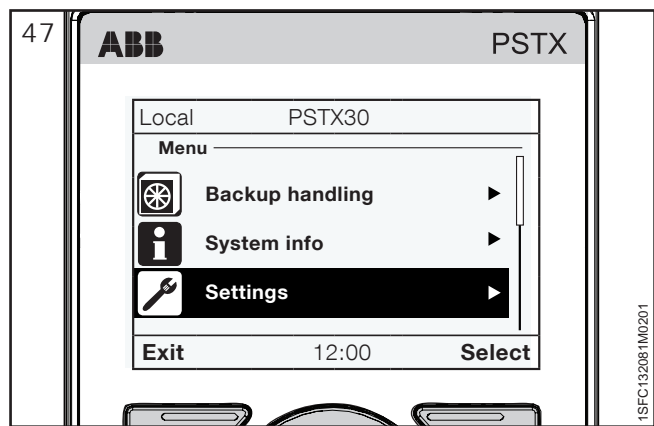 47
ABB PSTX
Local PSTX30
Menu
Backup handling
System info
Settings
Exit 12:00 Select
1SFC132081M0201